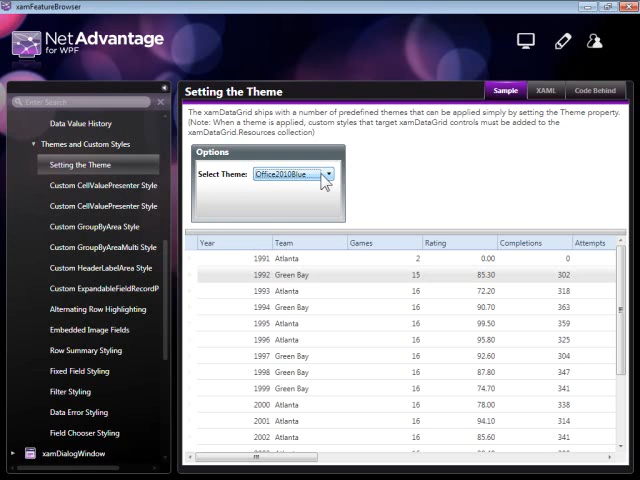 xamFeatureBrowser
NetAdvantage
for WPF
Enter Search
Data Value History
Themes and Custom Styles
Setting the Theme
Custom CellValuePresenter Style
Custom CellValuePresenter Style
Custom GroupByArea Style
Custom GroupByAreaMulti Style
Custom HeaderLabelArea Style
Custom ExpandableFieldRecordP
Alternating Row Highlighting
Embedded Image Fields
Row Summary Styling
Fixed Field Styling
Filter Styling
Data Error Styling
Field Chooser Styling
xamDialogWindow
Setting the Theme
Sample XAML Code Behind
The xamDataGrid ships with a number of predefined themes that can be applied simply by setting the Theme property.
(Note: When a theme is applied, custom styles that target xamDataGrid controls must be added to the
xamDataGrid.Resources collection)
Options
Select Theme: Office2010Blue
Year Team Games Rating Completions Attempts
1991 Atlanta 2 0.00 0
1992 Green Bay 15 85.30 302
1993 Atlanta 16 72.20 318
1994 Green Bay 16 90.70 363
1995 Atlanta 16 99.50 359
1996 Atlanta 16 95.80 325
1997 Green Bay 16 92.60 304
1998 Green Bay 16 87.80 347
1999 Green Bay 16 74.70 341
2000 Atlanta 16 78.00 338
2001 Atlanta 16 94.10 314
2002 Atlanta 16 85.60 341